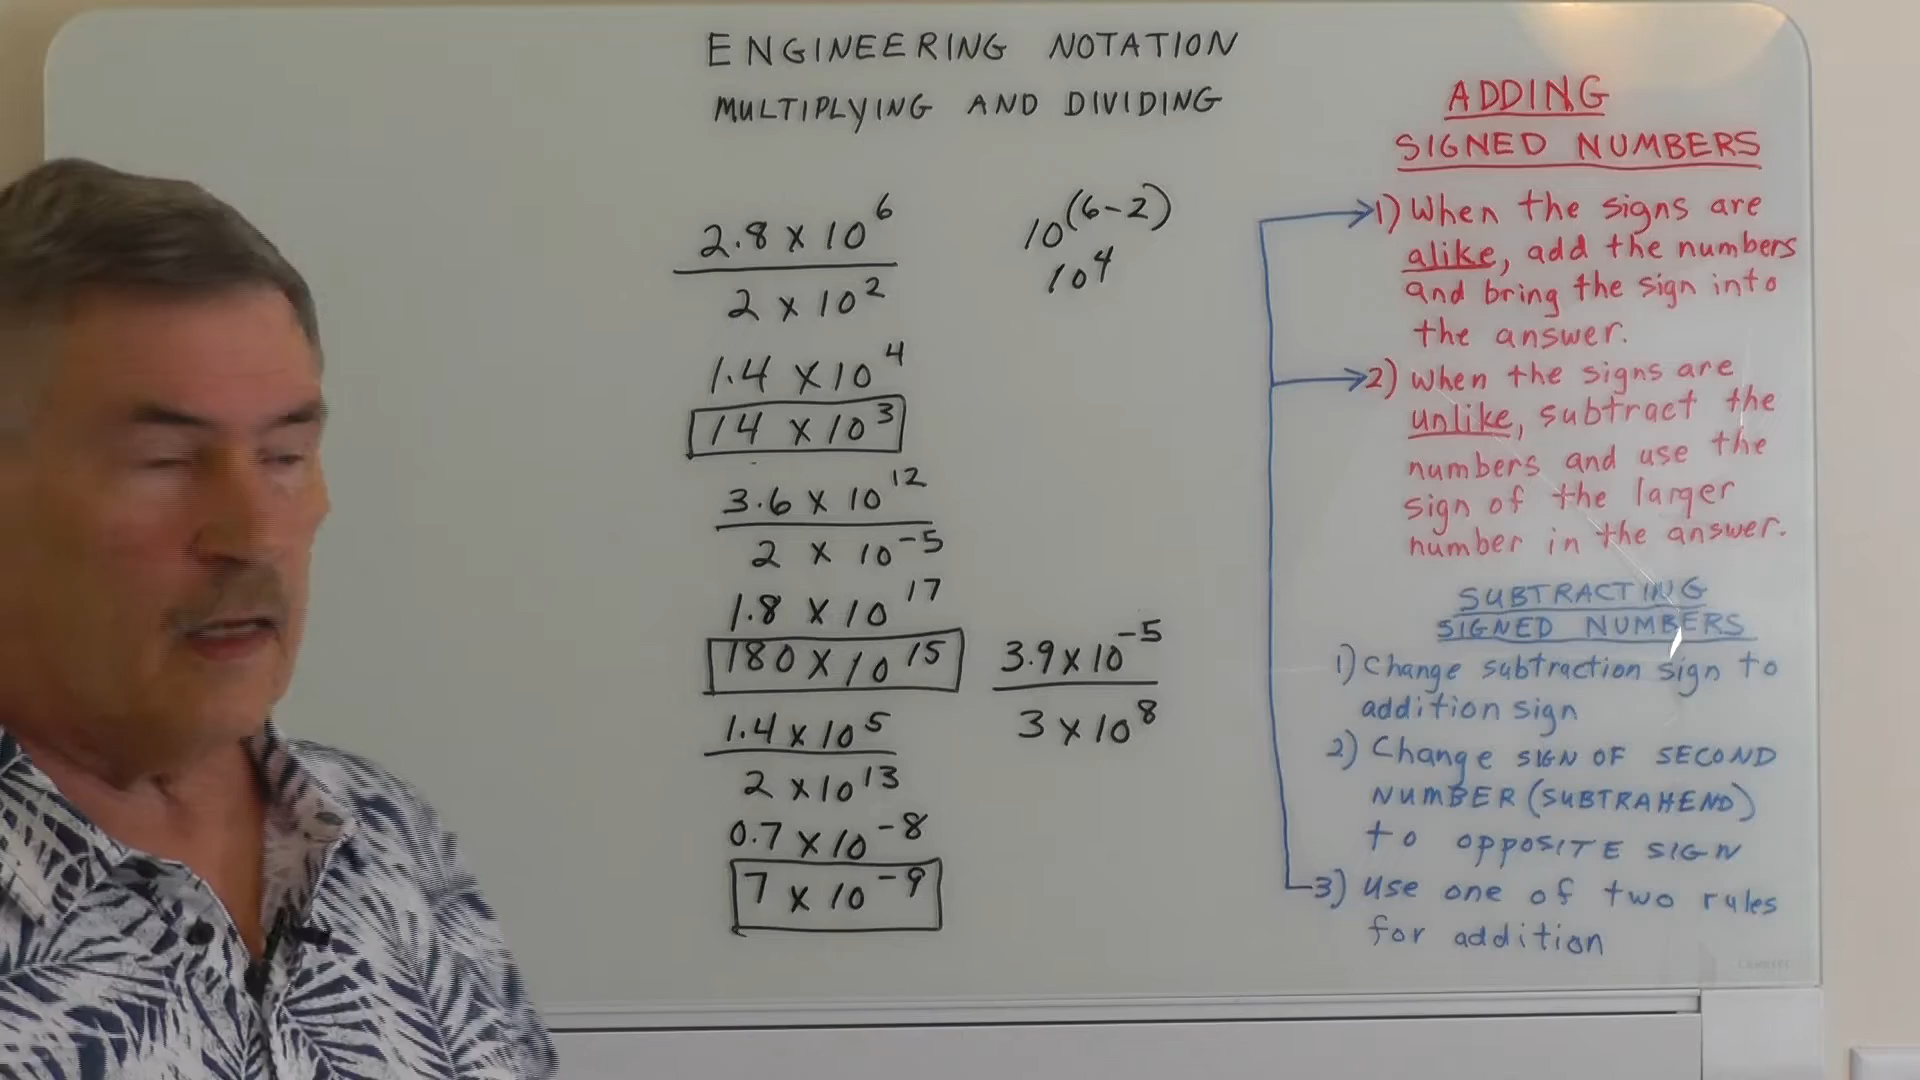 ENGINEERING NOTATION
MULTIPLYING AND DIVIDING
2.8 x 10^6
2 x 10^2
10^(6-2)
10^4
1.4 x 10^4
14 x 10^3
3.6 x 10^12
2 x 10^-5
1.8 x 10^17
180 x 10^15
1.4 x 10^5
2 x 10^13
0.7 x 10^-8
7 x 10^-9
3.9 x 10^-5
3 x 10^8
ADDING
SIGNED NUMBERS
1) When the signs are
alike, add the numbers
and bring the sign into
the answer.
2) When the signs are
unlike, subtract the
numbers and use the
sign of the larger
number in the answer.
SUBTRACTING
SIGNED NUMBERS
1) Change subtraction sign to
addition sign
2) Change SIGN OF SECOND
NUMBER (SUBTRAHEND)
to opposite SIGN
3) Use one of two rules
for addition